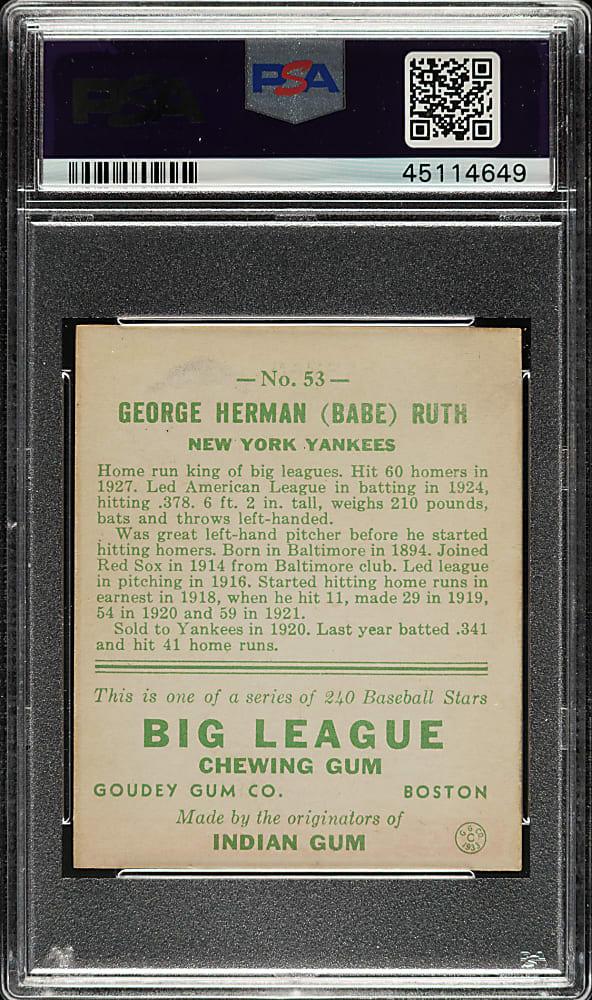 PSA
PSA
45114649
— No. 53 —
GEORGE HERMAN (BABE) RUTH
NEW YORK YANKEES
Home run king of big leagues. Hit 60 homers in
1927. Led American League in batting in 1924,
hitting .378. 6 ft. 2 in. tall, weighs 210 pounds,
bats and throws left-handed.
Was great left-hand pitcher before he started
hitting homers. Born in Baltimore in 1894. Joined
Red Sox in 1914 from Baltimore club. Led league
in pitching in 1916. Started hitting home runs in
earnest in 1918, when he hit 11, made 29 in 1919,
54 in 1920 and 59 in 1921.
Sold to Yankees in 1920. Last year batted .341
and hit 41 home runs.
This is one of a series of 240 Baseball Stars
BIG LEAGUE
CHEWING GUM
GOUDEY GUM CO. BOSTON
Made by the originators of
INDIAN GUM
G G CO.
C
1933
PSA